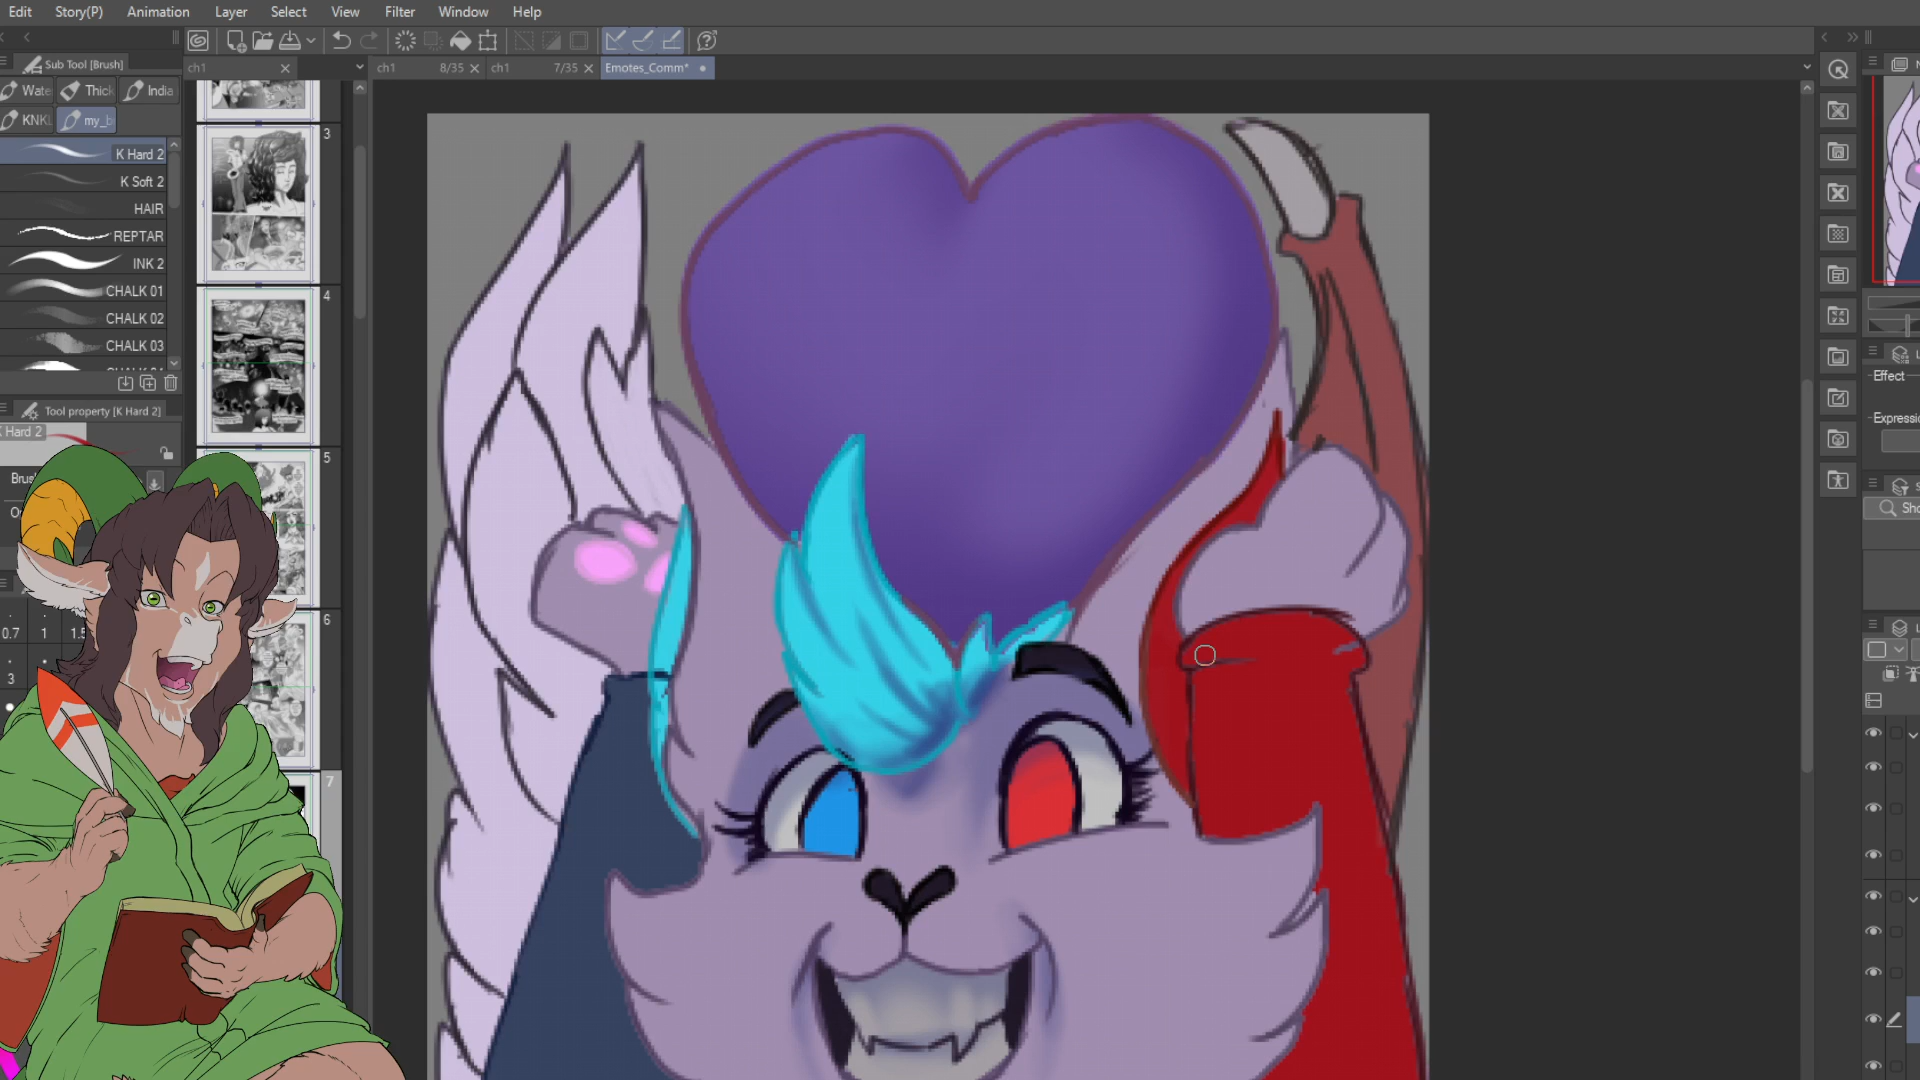 Edit Story(P) Animation Layer Select View Filter Window Help
Sub Tool [Brush]
ch1
ch1 8/35
ch1 7/35
Emotes_Comm*
Wate Thick India
KNKL my_b
K Hard 2
K Soft 2
HAIR
REPTAR
INK 2
CHALK 01
CHALK 02
CHALK 03
Tool property [K Hard 2]
K Hard 2
Brus
0.7 1 1.5
3
3
4
5
6
7
Effect
Expressio
Sho